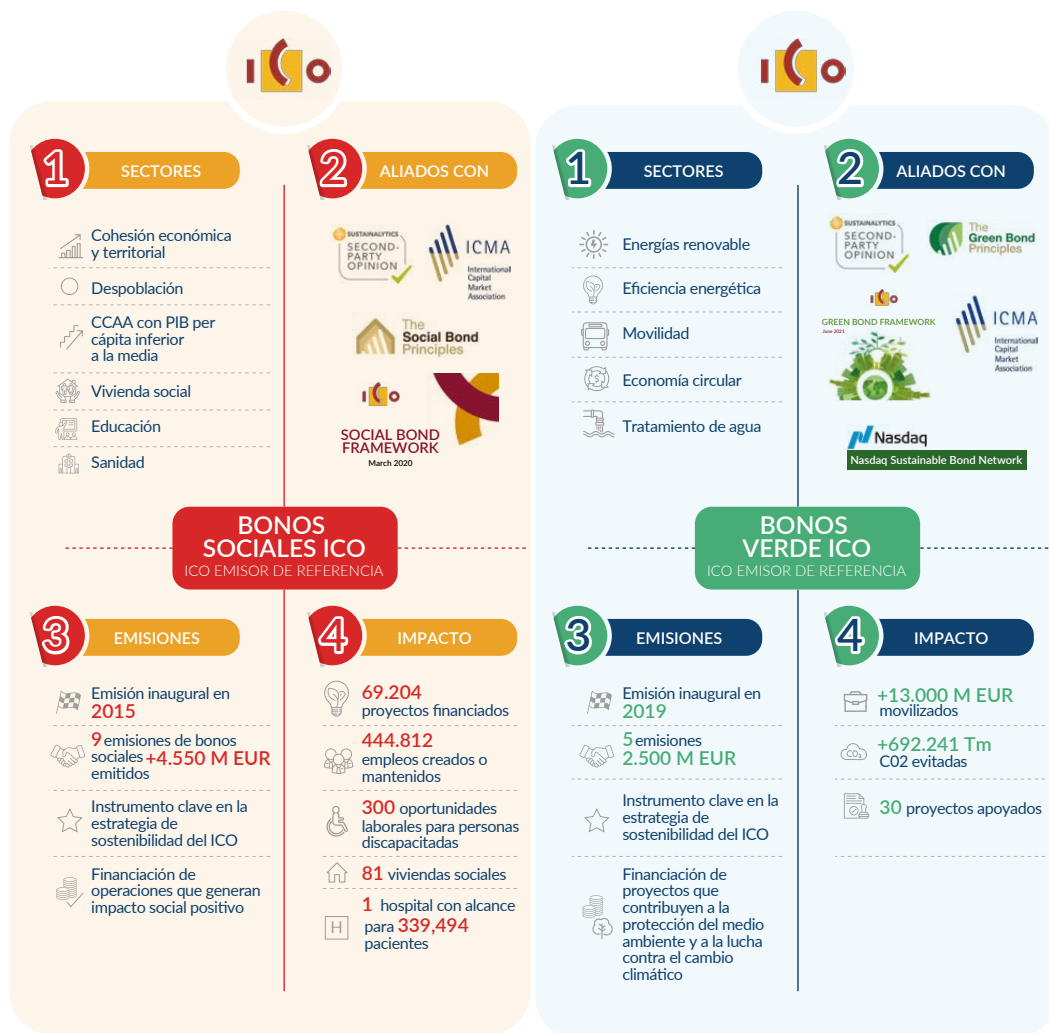 ICO
1
SECTORES
Cohesión económica
y territorial
Despoblación
CCAA con PIB per
cápita inferior
a la media
Vivienda social
Educación
Sanidad
2
ALIADOS CON
SUSTAINALYTICS
SECOND-
PARTY
OPINION
ICMA
International
Capital
Market
Association
The
Social Bond
Principles
ICO
SOCIAL BOND
FRAMEWORK
March 2020
BONOS
SOCIALES ICO
ICO EMISOR DE REFERENCIA
3
EMISIONES
Emisión inaugural en
2015
9 emisiones de bonos
sociales +4.550 M EUR
emitidos
Instrumento clave en la
estrategia de
sostenibilidad del ICO
Financiación de
operaciones que generan
impacto social positivo
4
IMPACTO
69.204
proyectos financiados
444.812
empleos creados o
mantenidos
300 oportunidades
laborales para personas
discapacitadas
81 viviendas sociales
H
1 hospital con alcance
para 339,494
pacientes
ICO
1
SECTORES
Energías renovable
Eficiencia energética
Movilidad
Economía circular
Tratamiento de agua
2
ALIADOS CON
SUSTAINALYTICS
SECOND-
PARTY
OPINION
The
Green Bond
Principles
ICO
GREEN BOND FRAMEWORK
June 2021
ICMA
International
Capital
Market
Association
Nasdaq
Nasdaq Sustainable Bond Network
BONOS
VERDE ICO
ICO EMISOR DE REFERENCIA
3
EMISIONES
Emisión inaugural en
2019
5 emisiones
2.500 M EUR
Instrumento clave en la
estrategia de
sostenibilidad del ICO
Financiación de
proyectos que
contribuyen a la
protección del medio
ambiente y a la lucha
contra el cambio
climático
4
IMPACTO
+13.000 M EUR
movilizados
CO₂
+692.241 Tm
C02 evitadas
30 proyectos apoyados